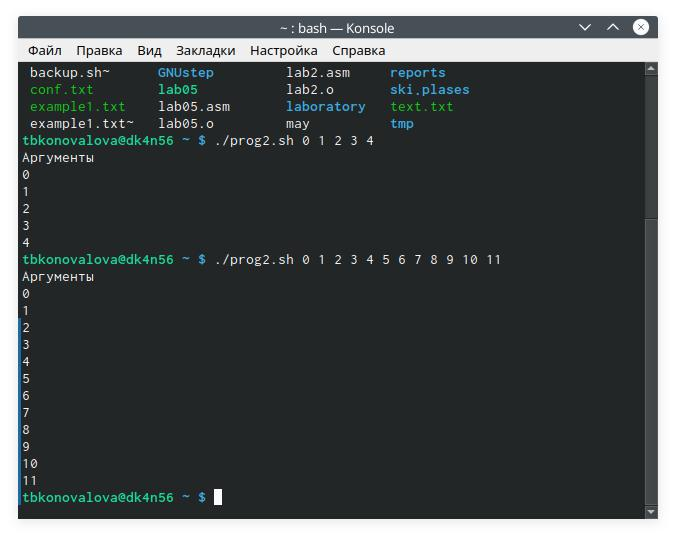 ~ : bash — Konsole
Файл Правка Вид Закладки Настройка Справка
backup.sh~ GNUstep lab2.asm reports
conf.txt lab05 lab2.o ski.plases
example1.txt lab05.asm laboratory text.txt
example1.txt~ lab05.o may tmp
tbkonovalova@dk4n56 ~ $ ./prog2.sh 0 1 2 3 4
Аргументы
0
1
2
3
4
tbkonovalova@dk4n56 ~ $ ./prog2.sh 0 1 2 3 4 5 6 7 8 9 10 11
Аргументы
0
1
2
3
4
5
6
7
8
9
10
11
tbkonovalova@dk4n56 ~ $